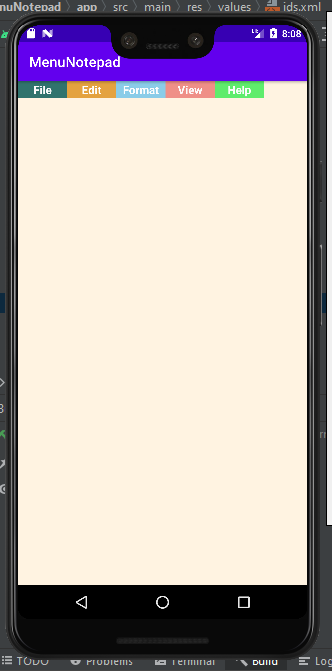 nuNotepad › app › src › main › res › values › ids.xml
8:08
MenuNotepad
File Edit Format View Help
TODO Problems Terminal Build